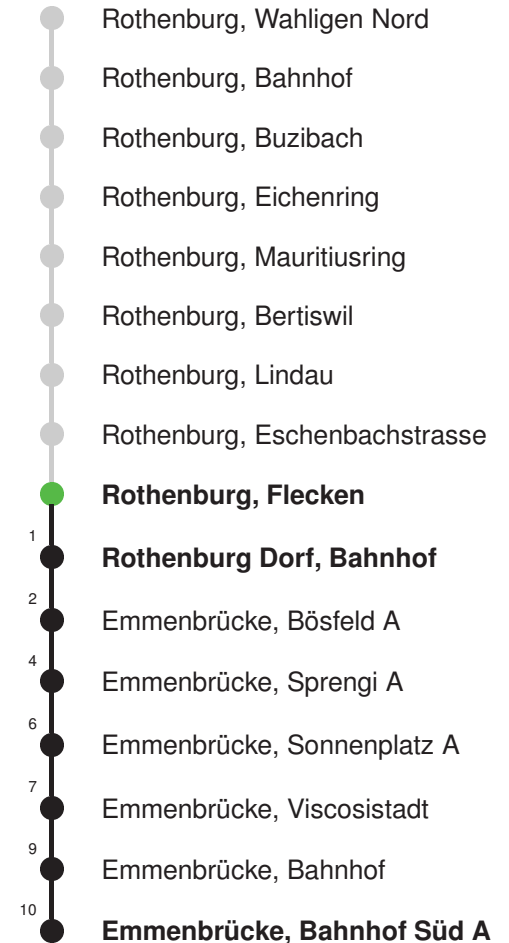 Rothenburg, Wahligen Nord
Rothenburg, Bahnhof
Rothenburg, Buzibach
Rothenburg, Eichenring
Rothenburg, Mauritiusring
Rothenburg, Bertiswil
Rothenburg, Lindau
Rothenburg, Eschenbachstrasse
Rothenburg, Flecken
1 Rothenburg Dorf, Bahnhof
2 Emmenbrücke, Bösfeld A
4 Emmenbrücke, Sprengi A
6 Emmenbrücke, Sonnenplatz A
7 Emmenbrücke, Viscosistadt
9 Emmenbrücke, Bahnhof
10 Emmenbrücke, Bahnhof Süd A